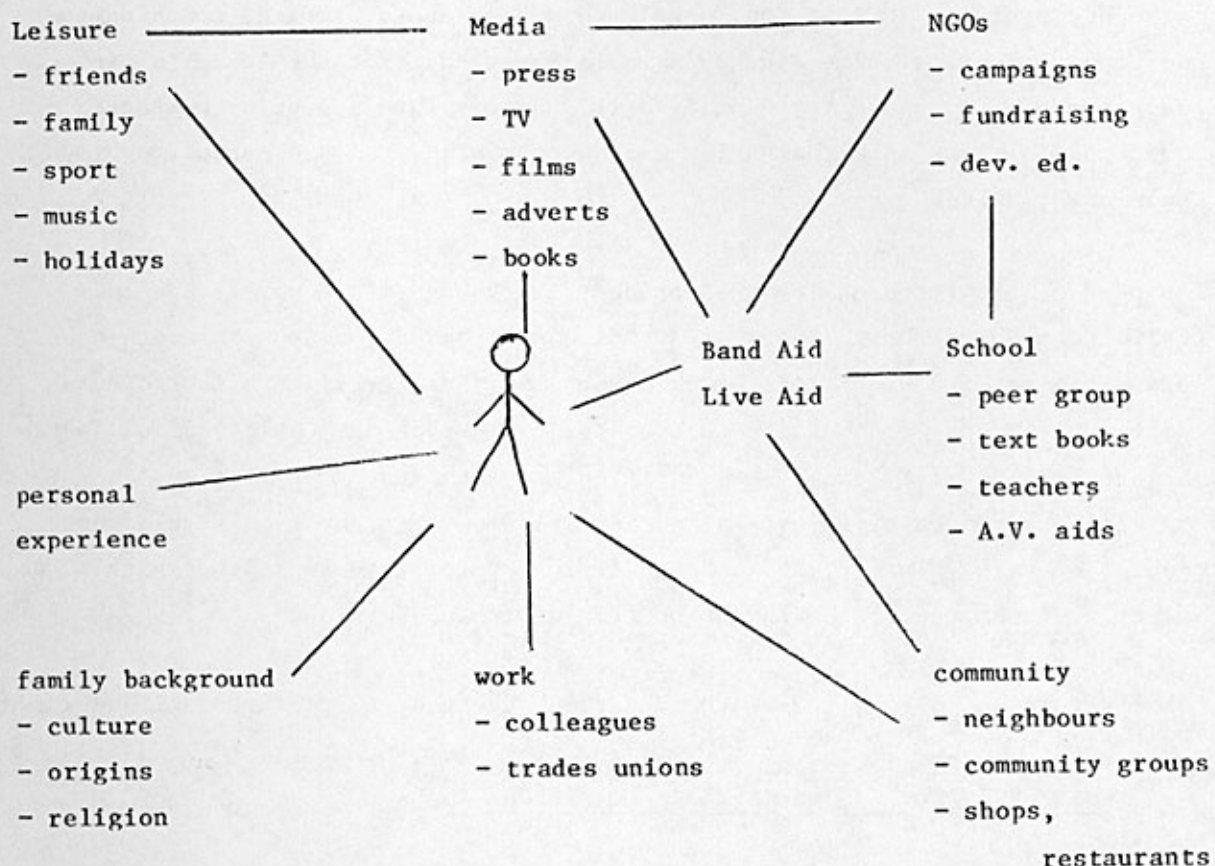 Leisure
- friends
- family
- sport
- music
- holidays
Media
- press
- TV
- films
- adverts
- books
NGOs
- campaigns
- fundraising
- dev. ed.
Band Aid
Live Aid
School
- peer group
- text books
- teachers
- A.V. aids
personal
experience
family background
- culture
- origins
- religion
work
- colleagues
- trades unions
community
- neighbours
- community groups
- shops,
restaurants